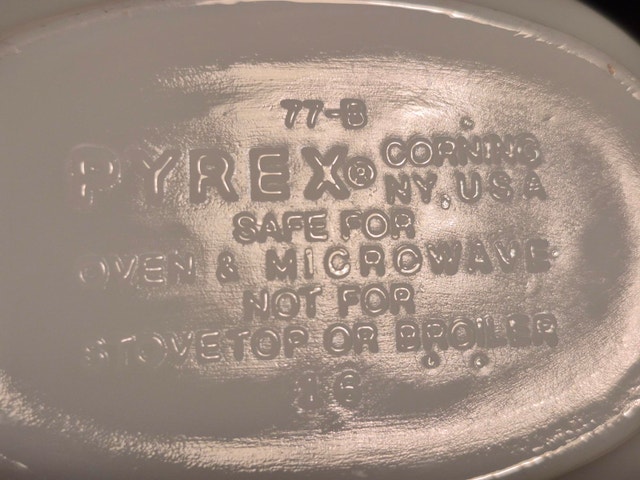 77-B
PYREX® CORNING
NY, USA
SAFE FOR
OVEN & MICROWAVE
NOT FOR
STOVETOP OR BROILER